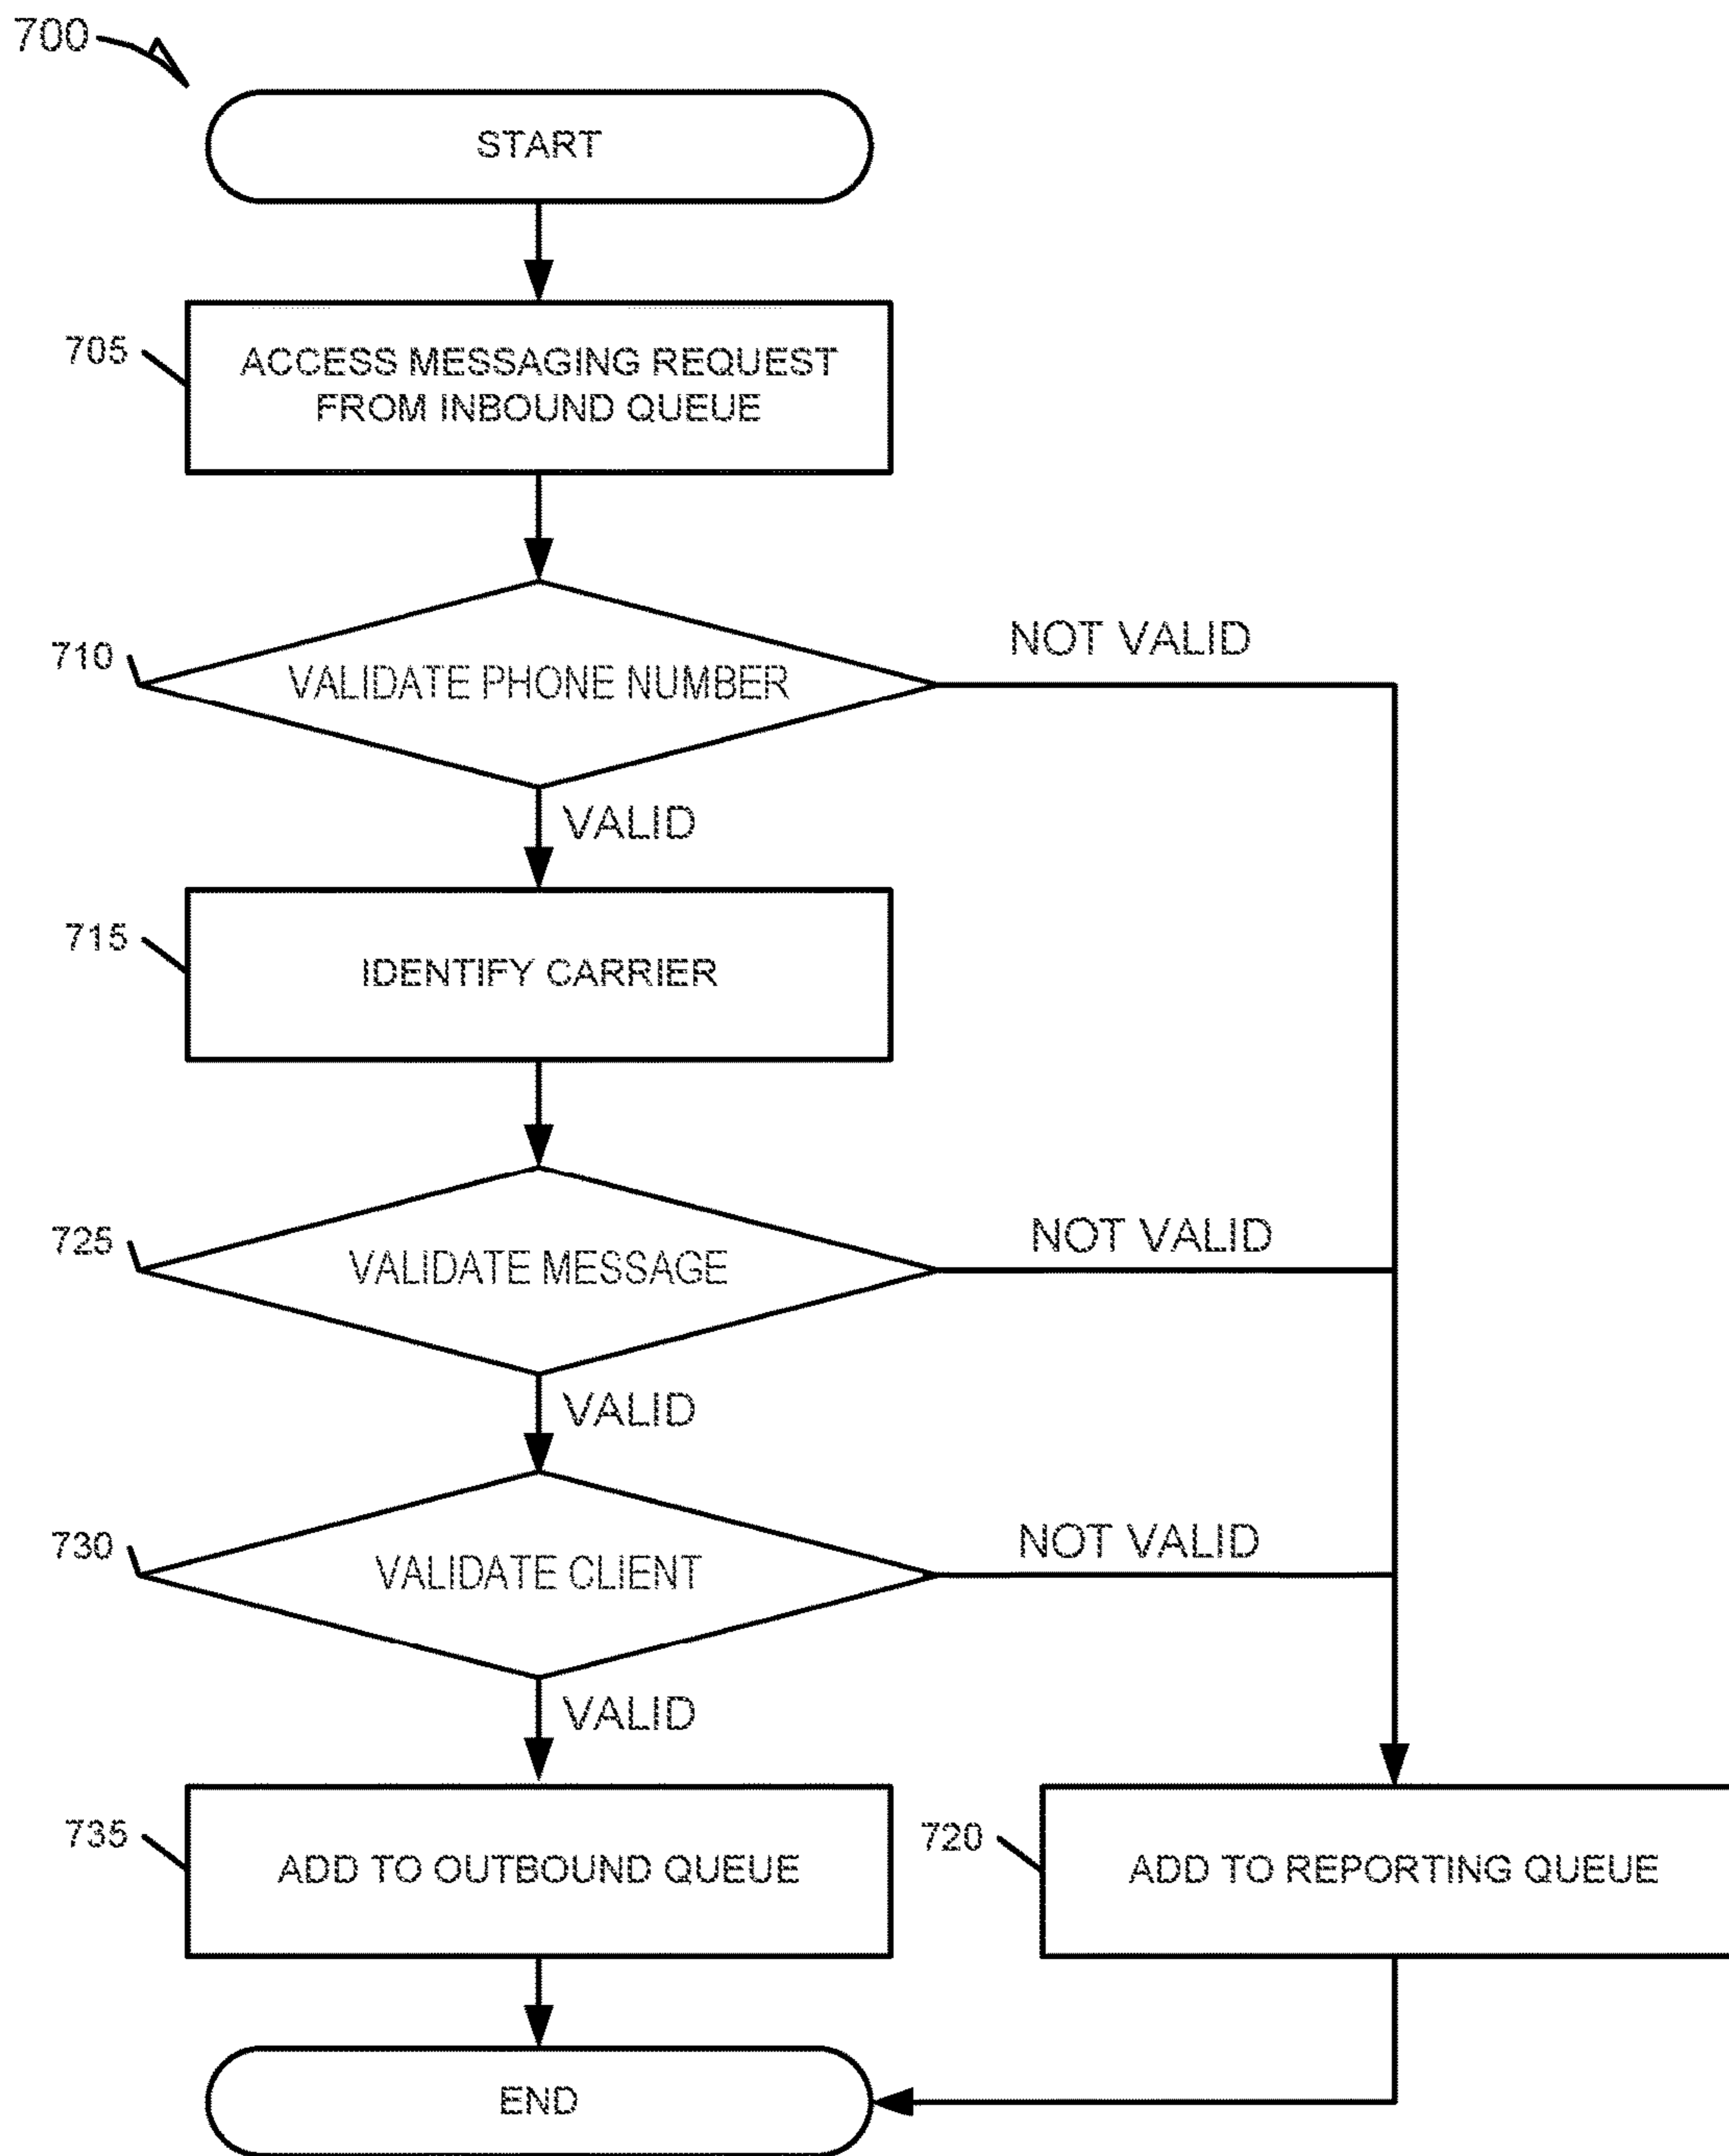 700
START
705
ACCESS MESSAGING REQUEST
FROM INBOUND QUEUE
710
VALIDATE PHONE NUMBER
NOT VALID
VALID
715
IDENTIFY CARRIER
725
VALIDATE MESSAGE
NOT VALID
VALID
730
VALIDATE CLIENT
NOT VALID
VALID
735
ADD TO OUTBOUND QUEUE
720
ADD TO REPORTING QUEUE
END